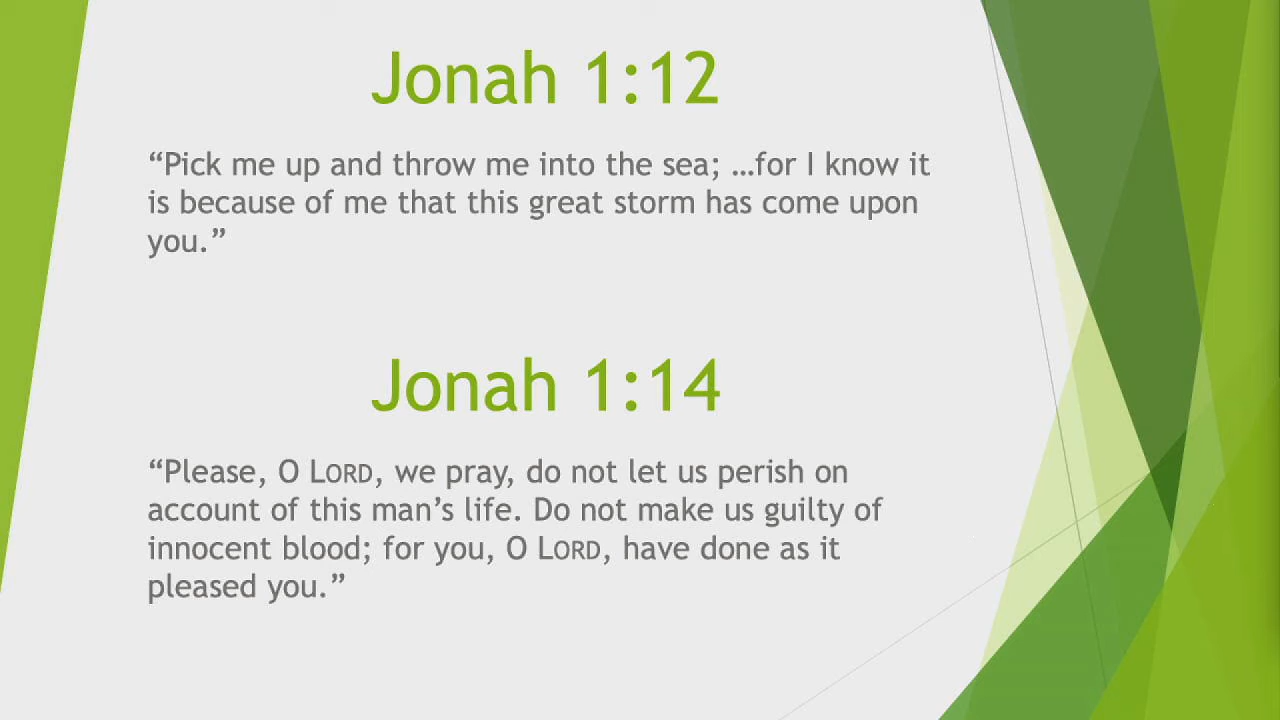 Jonah 1:12
“Pick me up and throw me into the sea; …for I know it
is because of me that this great storm has come upon
you.”
Jonah 1:14
“Please, O LORD, we pray, do not let us perish on
account of this man’s life. Do not make us guilty of
innocent blood; for you, O LORD, have done as it
pleased you.”